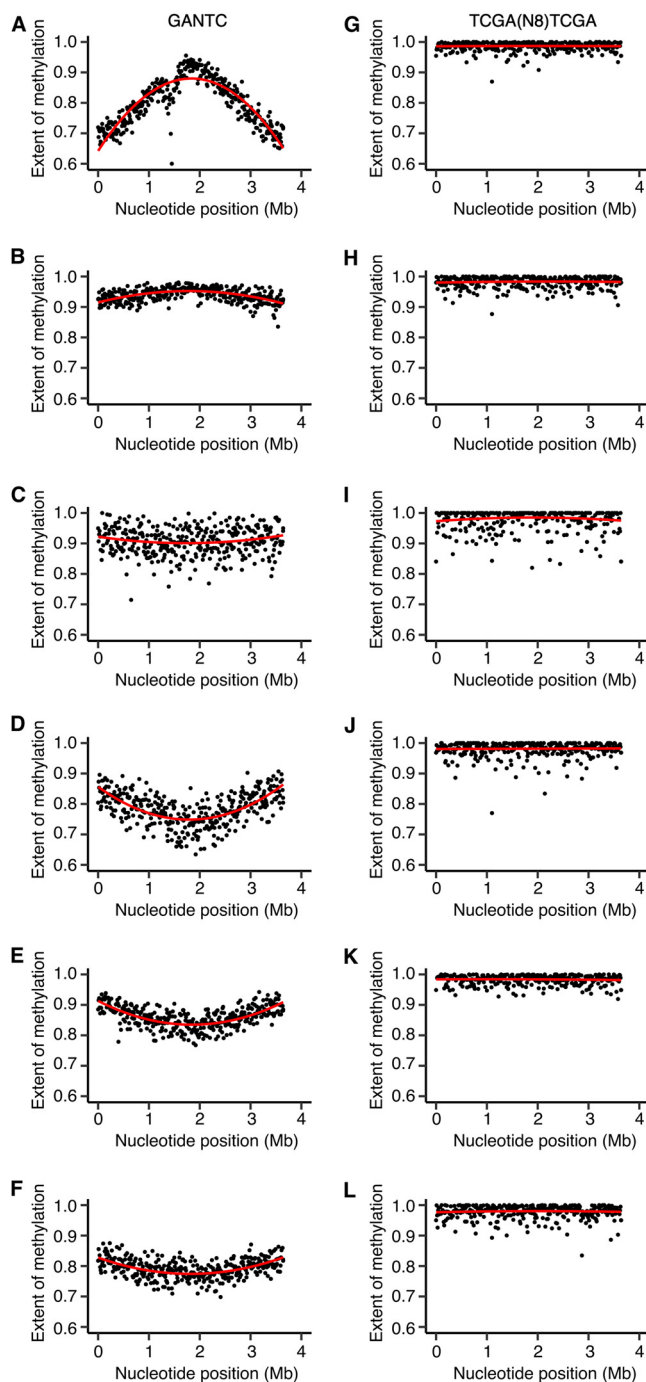 A
GANTC
Extent of methylation
1.0
0.9
0.8
0.7
0.6
0 1 2 3 4
Nucleotide position (Mb)
G
TCGA(N8)TCGA
Extent of methylation
1.0
0.9
0.8
0.7
0.6
0 1 2 3 4
Nucleotide position (Mb)
B
Extent of methylation
1.0
0.9
0.8
0.7
0.6
0 1 2 3 4
Nucleotide position (Mb)
H
Extent of methylation
1.0
0.9
0.8
0.7
0.6
0 1 2 3 4
Nucleotide position (Mb)
C
Extent of methylation
1.0
0.9
0.8
0.7
0.6
0 1 2 3 4
Nucleotide position (Mb)
I
Extent of methylation
1.0
0.9
0.8
0.7
0.6
0 1 2 3 4
Nucleotide position (Mb)
D
Extent of methylation
1.0
0.9
0.8
0.7
0.6
0 1 2 3 4
Nucleotide position (Mb)
J
Extent of methylation
1.0
0.9
0.8
0.7
0.6
0 1 2 3 4
Nucleotide position (Mb)
E
Extent of methylation
1.0
0.9
0.8
0.7
0.6
0 1 2 3 4
Nucleotide position (Mb)
K
Extent of methylation
1.0
0.9
0.8
0.7
0.6
0 1 2 3 4
Nucleotide position (Mb)
F
Extent of methylation
1.0
0.9
0.8
0.7
0.6
0 1 2 3 4
Nucleotide position (Mb)
L
Extent of methylation
1.0
0.9
0.8
0.7
0.6
0 1 2 3 4
Nucleotide position (Mb)